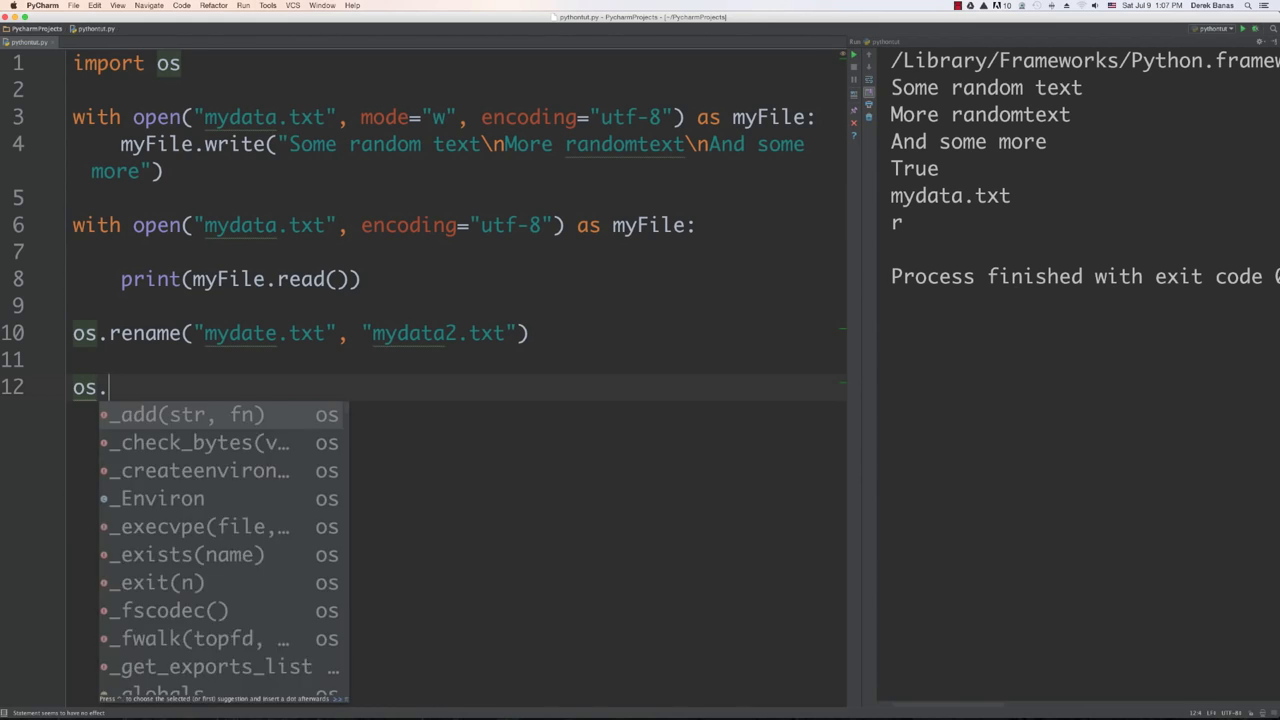 PyCharm File Edit View Navigate Code Refactor Run Tools VCS Window Help
10 Sat Jul 9 1:07 PM Derek Banas
pythontut.py - PycharmProjects - [~/PycharmProjects]
PycharmProjects pythontut.py pythontut
pythontut.py
Run pythontut
1 import os
2
3 with open("mydata.txt", mode="w", encoding="utf-8") as myFile:
4 myFile.write("Some random text\nMore randomtext\nAnd some
more")
5
6 with open("mydata.txt", encoding="utf-8") as myFile:
7
8 print(myFile.read())
9
10 os.rename("mydate.txt", "mydata2.txt")
11
12 os.
_add(str, fn) os
_check_bytes(v… os
_createenviron… os
_Environ os
_execvpe(file,… os
_exists(name) os
_exit(n) os
_fscodec() os
_fwalk(topfd, … os
_get_exports_list …
_globals os
Press ^. to choose the selected (or first) suggestion and insert a dot afterwards >>
/Library/Frameworks/Python.framew
Some random text
More randomtext
And some more
True
mydata.txt
r
Process finished with exit code 0
Statement seems to have no effect
12:4 LF÷ UTF-8÷